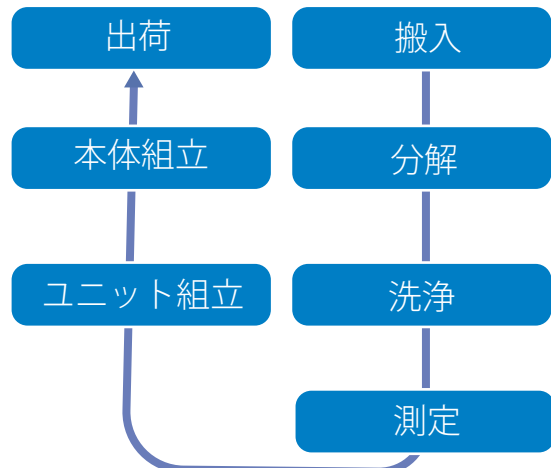 出荷
搬入
本体組立
分解
ユニット組立
洗浄
測定